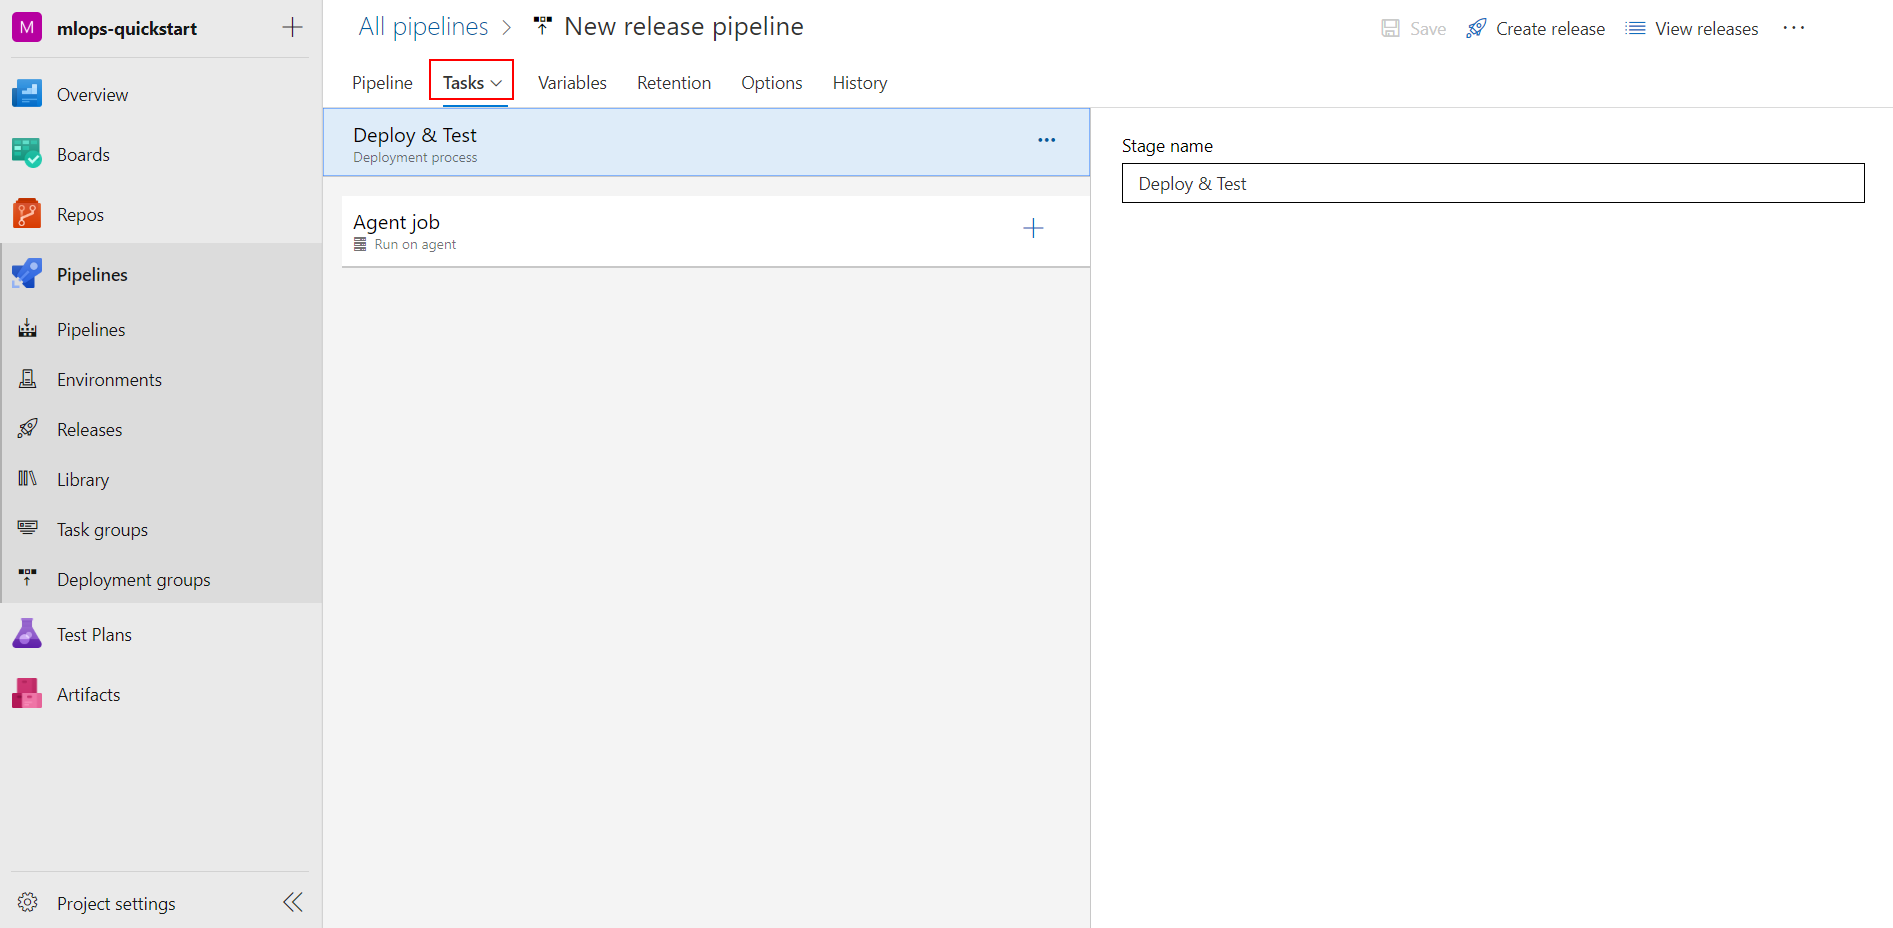 M mlops-quickstart
Overview
Boards
Repos
Pipelines
Pipelines
Environments
Releases
Library
Task groups
Deployment groups
Test Plans
Artifacts
Project settings
All pipelines > New release pipeline
Save Create release View releases ...
Pipeline Tasks Variables Retention Options History
Deploy & Test
Deployment process
Agent job
Run on agent
Stage name
Deploy & Test